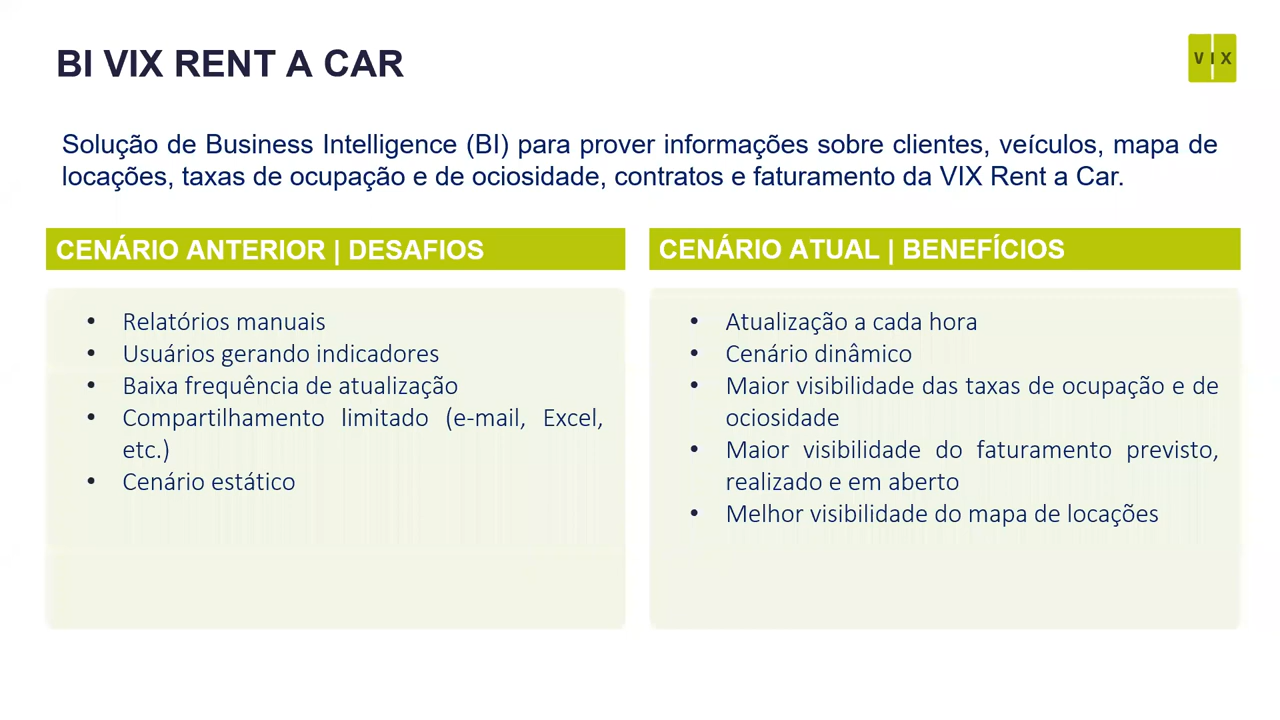 BI VIX RENT A CAR
VIX
Solução de Business Intelligence (BI) para prover informações sobre clientes, veículos, mapa de
locações, taxas de ocupação e de ociosidade, contratos e faturamento da VIX Rent a Car.
CENÁRIO ANTERIOR | DESAFIOS
• Relatórios manuais
• Usuários gerando indicadores
• Baixa frequência de atualização
• Compartilhamento limitado (e-mail, Excel,
etc.)
• Cenário estático
CENÁRIO ATUAL | BENEFÍCIOS
• Atualização a cada hora
• Cenário dinâmico
• Maior visibilidade das taxas de ocupação e de
ociosidade
• Maior visibilidade do faturamento previsto,
realizado e em aberto
• Melhor visibilidade do mapa de locações